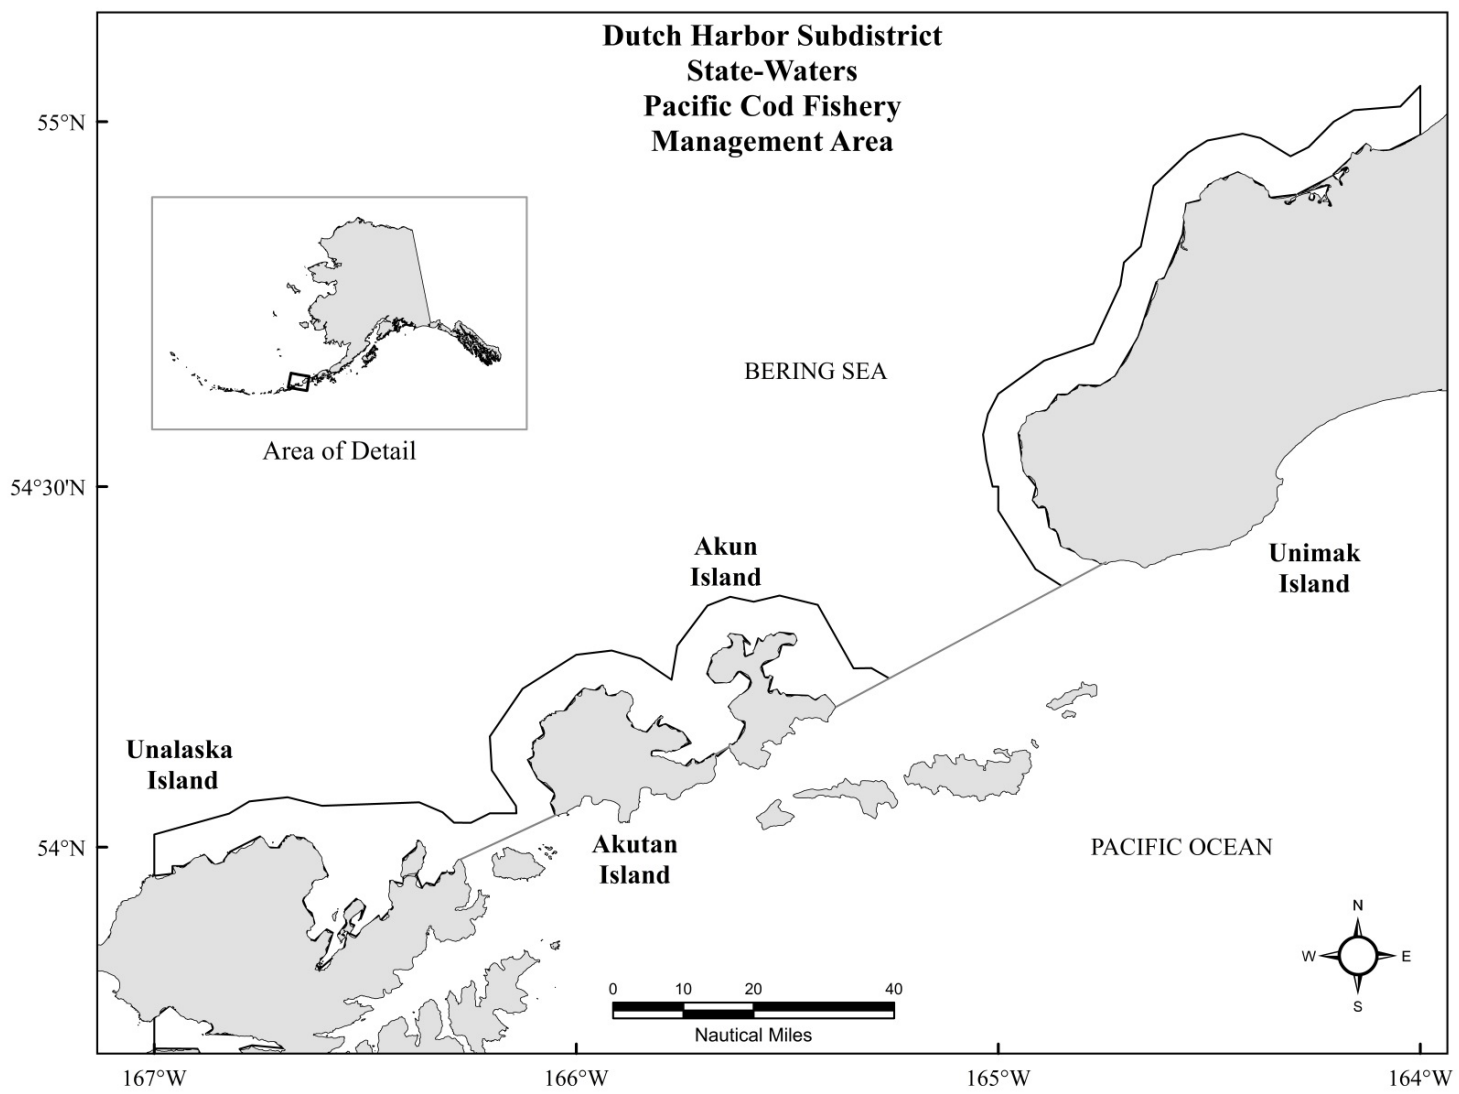 Dutch Harbor Subdistrict
State-Waters
Pacific Cod Fishery
Management Area
55°N
BERING SEA
Area of Detail
54°30'N
Akun
Island
Unimak
Island
Unalaska
Island
54°N
Akutan
Island
PACIFIC OCEAN
N
W E
S
0 10 20 40
Nautical Miles
167°W 166°W 165°W 164°W